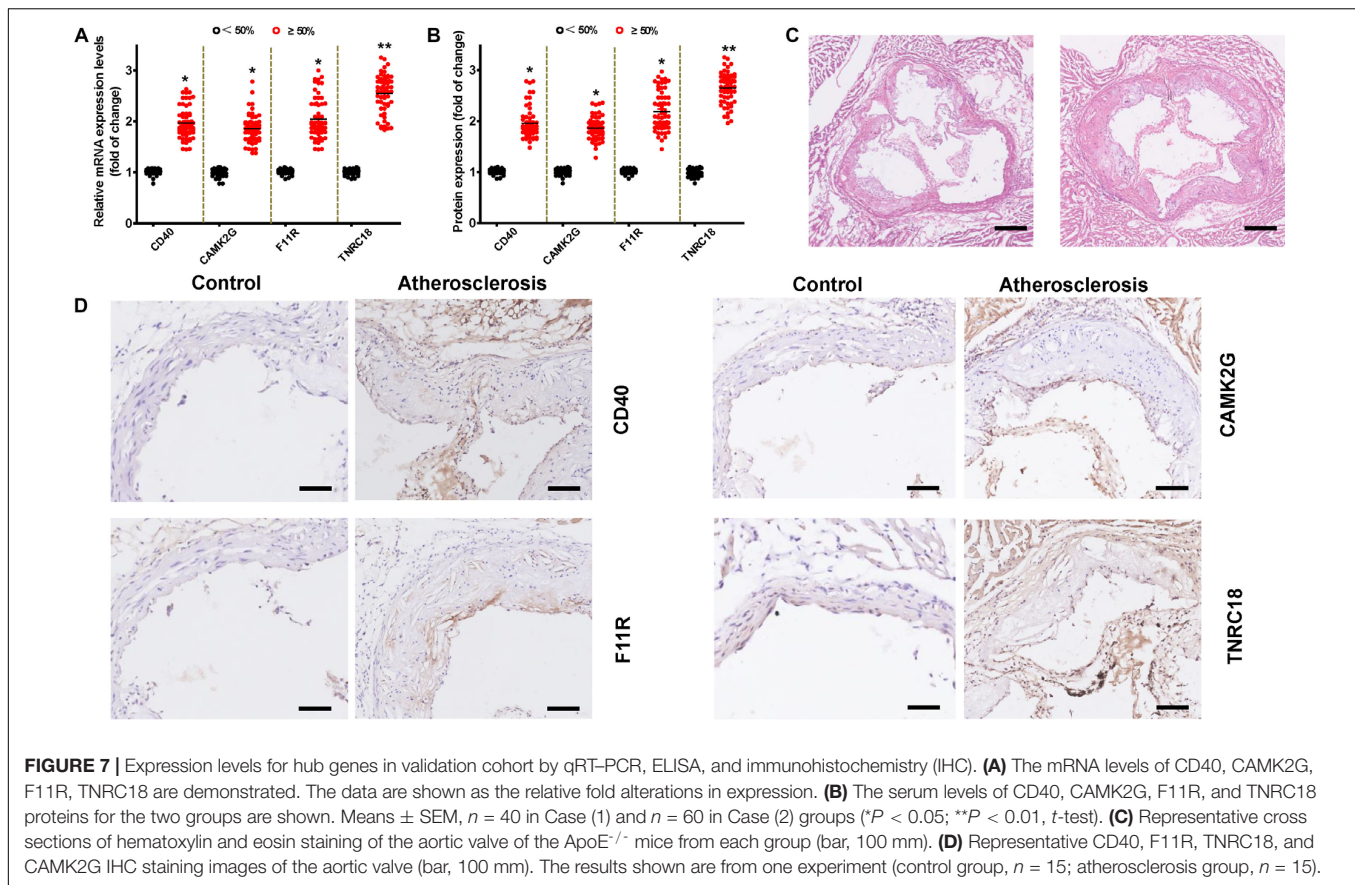 A
< 50% ≥ 50%
Relative mRNA expression levels
(fold of change)
3
2
1
0
* * * **
CD40 CAMK2G F11R TNRC18
B
< 50% ≥ 50%
Protein expression (fold of change)
3
2
1
0
* * * **
CD40 CAMK2G F11R TNRC18
C
D
Control Atherosclerosis
CD40
Control Atherosclerosis
CAMK2G
F11R
TNRC18
FIGURE 7 | Expression levels for hub genes in validation cohort by qRT–PCR, ELISA, and immunohistochemistry (IHC). (A) The mRNA levels of CD40, CAMK2G,
F11R, TNRC18 are demonstrated. The data are shown as the relative fold alterations in expression. (B) The serum levels of CD40, CAMK2G, F11R, and TNRC18
proteins for the two groups are shown. Means ± SEM, n = 40 in Case (1) and n = 60 in Case (2) groups (*P < 0.05; **P < 0.01, t-test). (C) Representative cross
sections of hematoxylin and eosin staining of the aortic valve of the ApoE-/- mice from each group (bar, 100 mm). (D) Representative CD40, F11R, TNRC18, and
CAMK2G IHC staining images of the aortic valve (bar, 100 mm). The results shown are from one experiment (control group, n = 15; atherosclerosis group, n = 15).